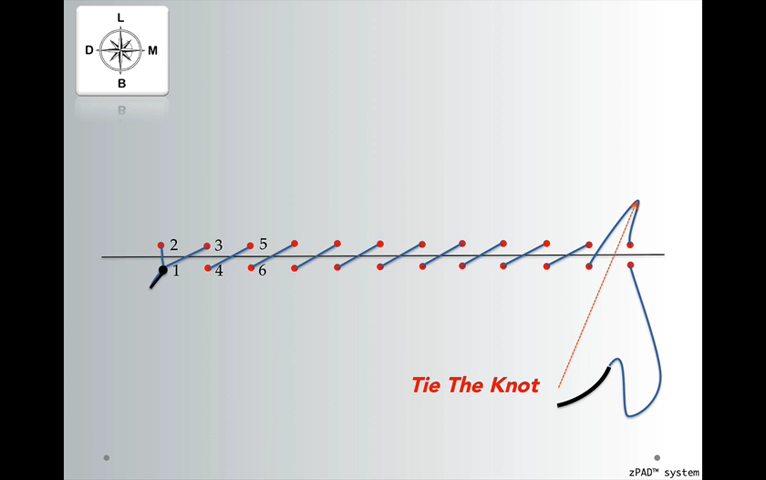 L
D M
B
2 3 5
1 4 6
Tie The Knot
zPAD™ system